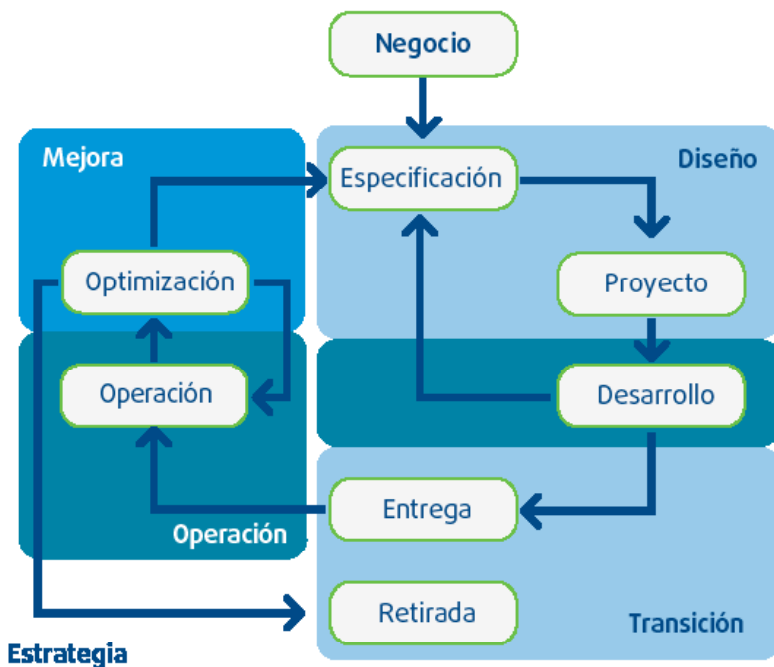 Negocio
Mejora
Especificación
Diseño
Optimización
Proyecto
Operación
Desarrollo
Entrega
Operación
Retirada
Transición
Estrategia